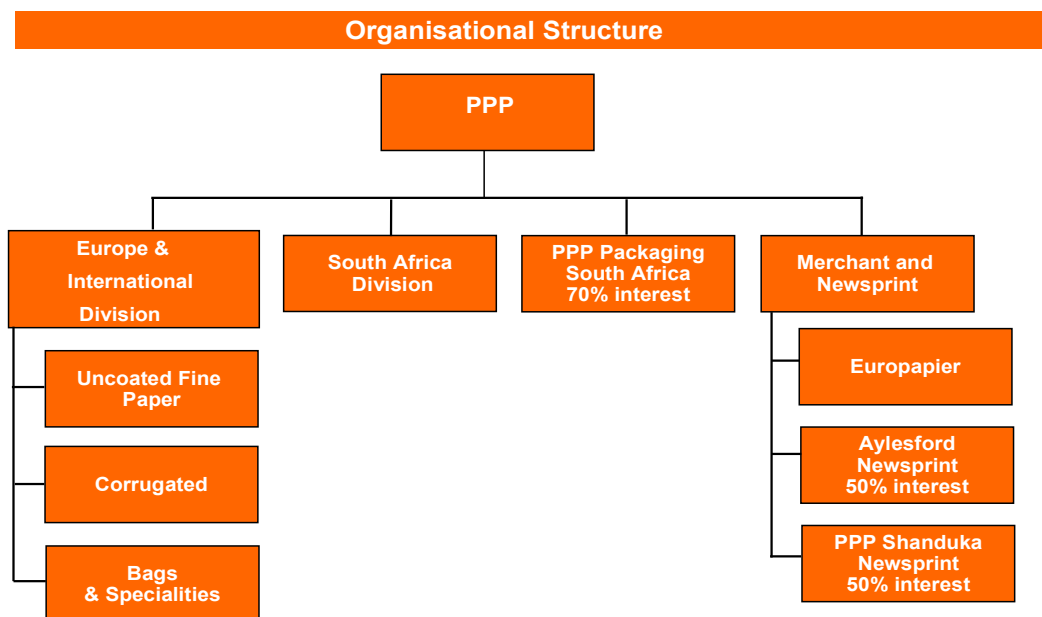 Organisational Structure
PPP
Europe &
International
Division
South Africa
Division
PPP Packaging
South Africa
70% interest
Merchant and
Newsprint
Uncoated Fine
Paper
Corrugated
Bags
& Specialities
Europapier
Aylesford
Newsprint
50% interest
PPP Shanduka
Newsprint
50% interest